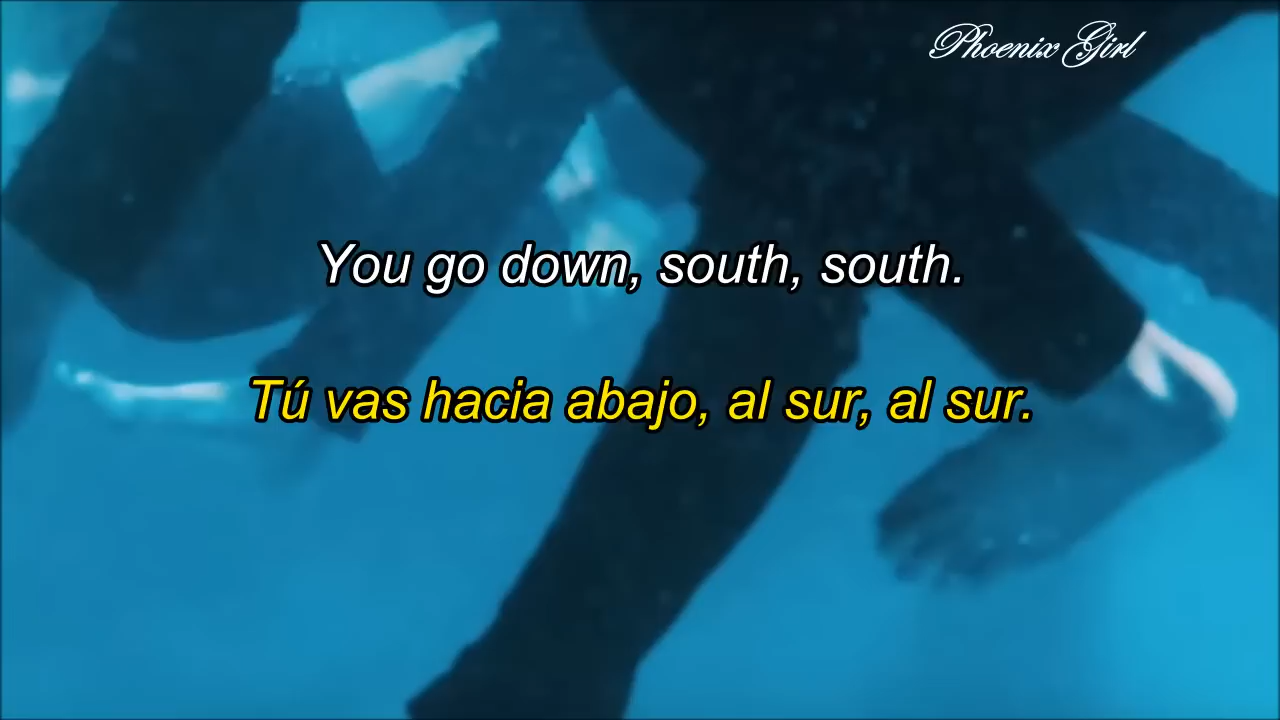 Phoenix Girl
You go down, south, south.
Tú vas hacia abajo, al sur, al sur.